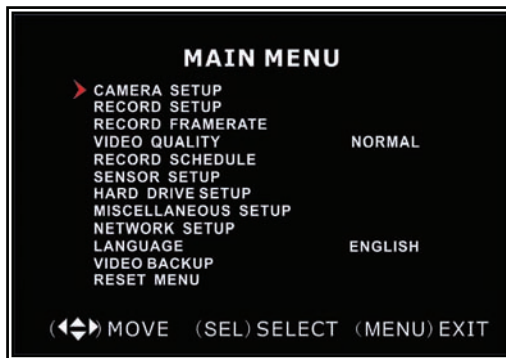 MAIN MENU
CAMERA SETUP
RECORD SETUP
RECORD FRAMERATE
VIDEO QUALITY NORMAL
RECORD SCHEDULE
SENSOR SETUP
HARD DRIVE SETUP
MISCELLANEOUS SETUP
NETWORK SETUP
LANGUAGE ENGLISH
VIDEO BACKUP
RESET MENU
() MOVE (SEL) SELECT (MENU) EXIT